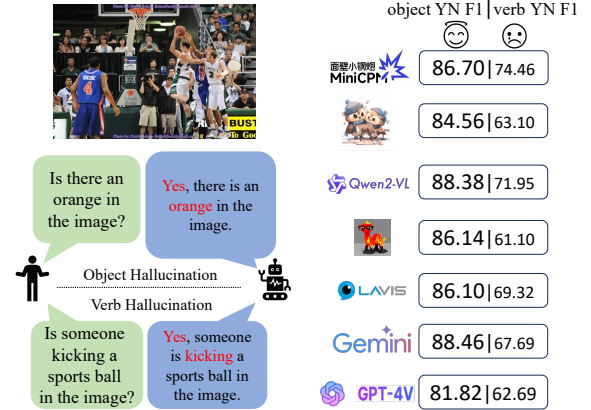 object YN F1 | verb YN F1
4
BUST
To Go
面壁小钢炮
MiniCPM
86.70|74.46
84.56|63.10
Qwen2-VL
88.38|71.95
86.14|61.10
LAVIS
86.10|69.32
Gemini
88.46|67.69
GPT-4V
81.82|62.69
Is there an
orange in
the image?
Yes, there is an
orange in the
image.
Object Hallucination
Verb Hallucination
Is someone
kicking a
sports ball
in the image?
Yes, someone
is kicking a
sports ball in
the image.